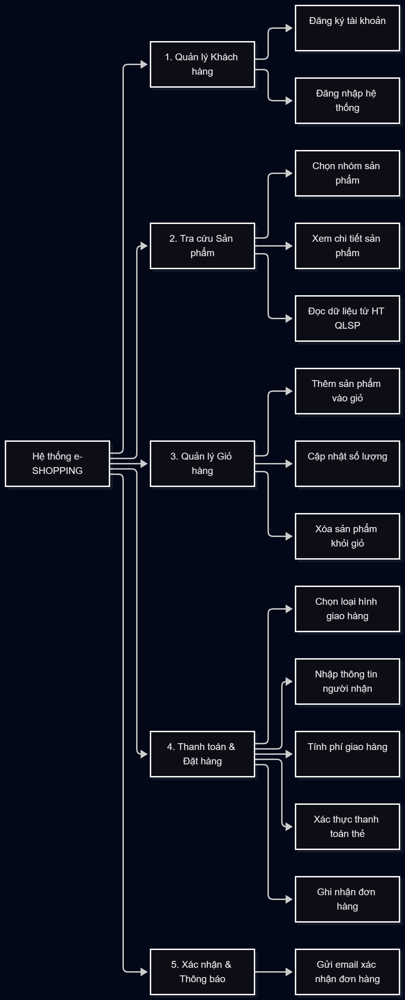 Hệ thống e-
SHOPPING
1. Quản lý Khách
hàng
Đăng ký tài khoản
Đăng nhập hệ
thống
2. Tra cứu Sản
phẩm
Chọn nhóm sản
phẩm
Xem chi tiết sản
phẩm
Đọc dữ liệu từ HT
QLSP
3. Quản lý Giỏ
hàng
Thêm sản phẩm
vào giỏ
Cập nhật số lượng
Xóa sản phẩm
khỏi giỏ
4. Thanh toán &
Đặt hàng
Chọn loại hình
giao hàng
Nhập thông tin
người nhận
Tính phí giao hàng
Xác thực thanh
toán thẻ
Ghi nhận đơn
hàng
5. Xác nhận &
Thông báo
Gửi email xác
nhận đơn hàng